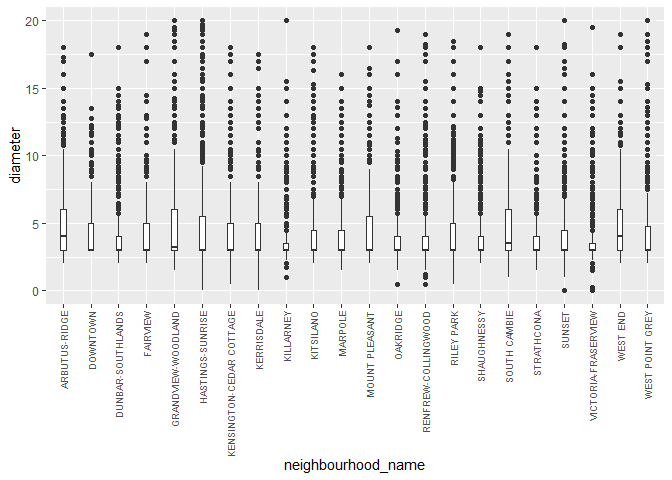 20
15
10
5
0
diameter
ARBUTUS-RIDGE
DOWNTOWN
DUNBAR-SOUTHLANDS
FAIRVIEW
GRANDVIEW-WOODLAND
HASTINGS-SUNRISE
KENSINGTON-CEDAR COTTAGE
KERRISDALE
KILLARNEY
KITSILANO
MARPOLE
MOUNT PLEASANT
OAKRIDGE
RENFREW-COLLINGWOOD
RILEY PARK
SHAUGHNESSY
SOUTH CAMBIE
STRATHCONA
SUNSET
VICTORIA-FRASERVIEW
WEST END
WEST POINT GREY
neighbourhood_name